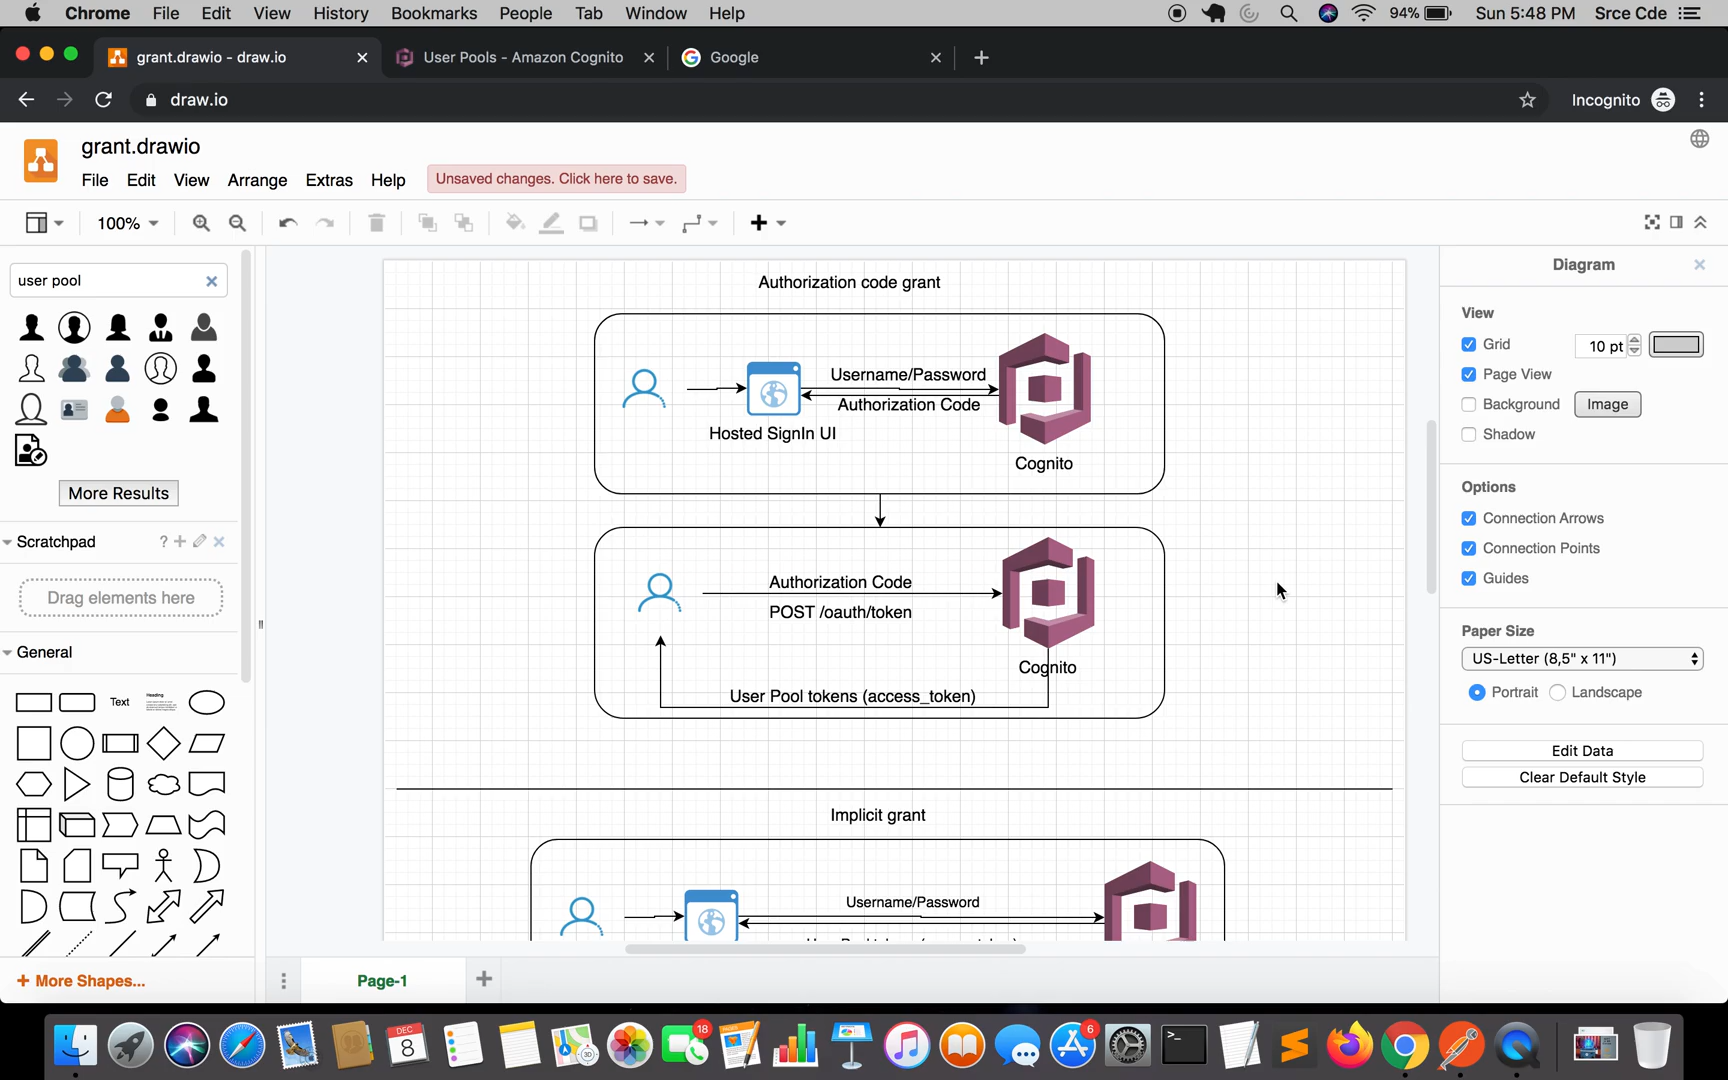 Chrome File Edit View History Bookmarks People Tab Window Help 94% Sun 5:48 PM Srce Cde
grant.drawio - draw.io User Pools - Amazon Cognito Google
draw.io Incognito
grant.drawio
File Edit View Arrange Extras Help Unsaved changes. Click here to save.
100%
user pool
More Results
Scratchpad ?
Drag elements here
General
Text Heading
More Shapes...
Authorization code grant
Username/Password
Authorization Code
Hosted SignIn UI
Cognito
Authorization Code
POST /oauth/token
Cognito
User Pool tokens (access_token)
Implicit grant
Username/Password
Page-1
Diagram
View
Grid 10 pt
Page View
Background Image
Shadow
Options
Connection Arrows
Connection Points
Guides
Paper Size
US-Letter (8,5" x 11")
Portrait Landscape
Edit Data
Clear Default Style
DEC
8
18
6